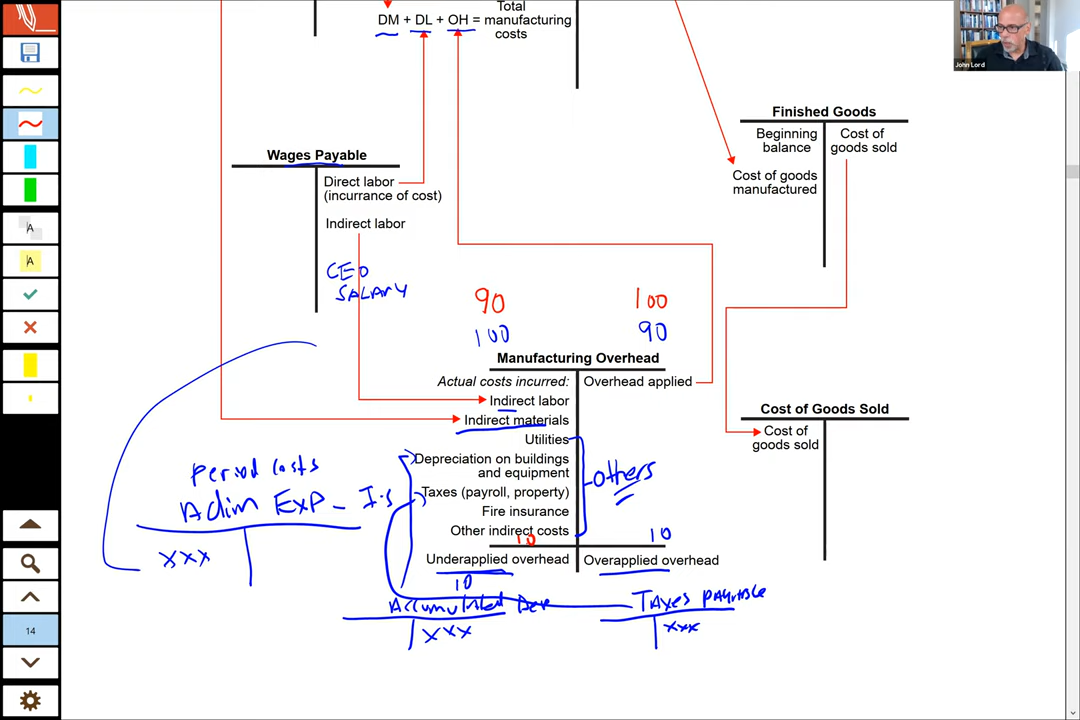 Total
DM + DL + OH = manufacturing
costs
John Lord
Finished Goods
Beginning balance
Cost of goods sold
Cost of goods manufactured
Wages Payable
Direct labor
(incurrance of cost)
Indirect labor
CEO
SALARY
90
100
100
90
Manufacturing Overhead
Actual costs incurred:
Overhead applied
Indirect labor
Indirect materials
Utilities
Depreciation on buildings
and equipment
Taxes (payroll, property)
Fire insurance
Other indirect costs
others
10
10
Underapplied overhead
Overapplied overhead
10
Cost of Goods Sold
Cost of
goods sold
Period Costs
Adim EXP - I.S
xxx
Accumulated Dep
xxx
Taxes payable
xxx
A
A
14